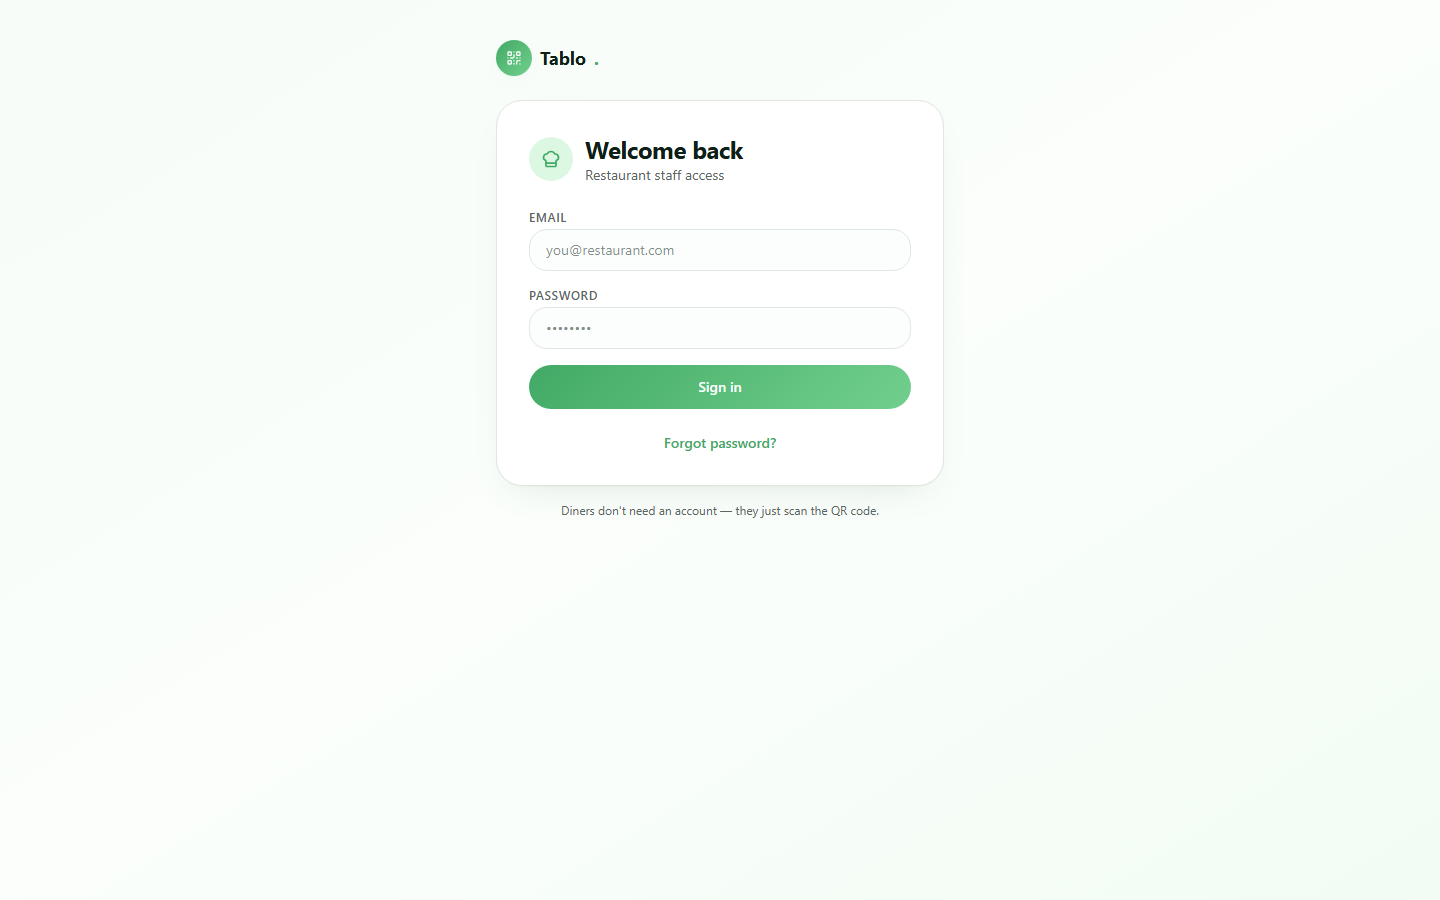 Tablo .
Welcome back
Restaurant staff access
EMAIL
you@restaurant.com
PASSWORD
••••••••
Sign in
Forgot password?
Diners don't need an account — they just scan the QR code.